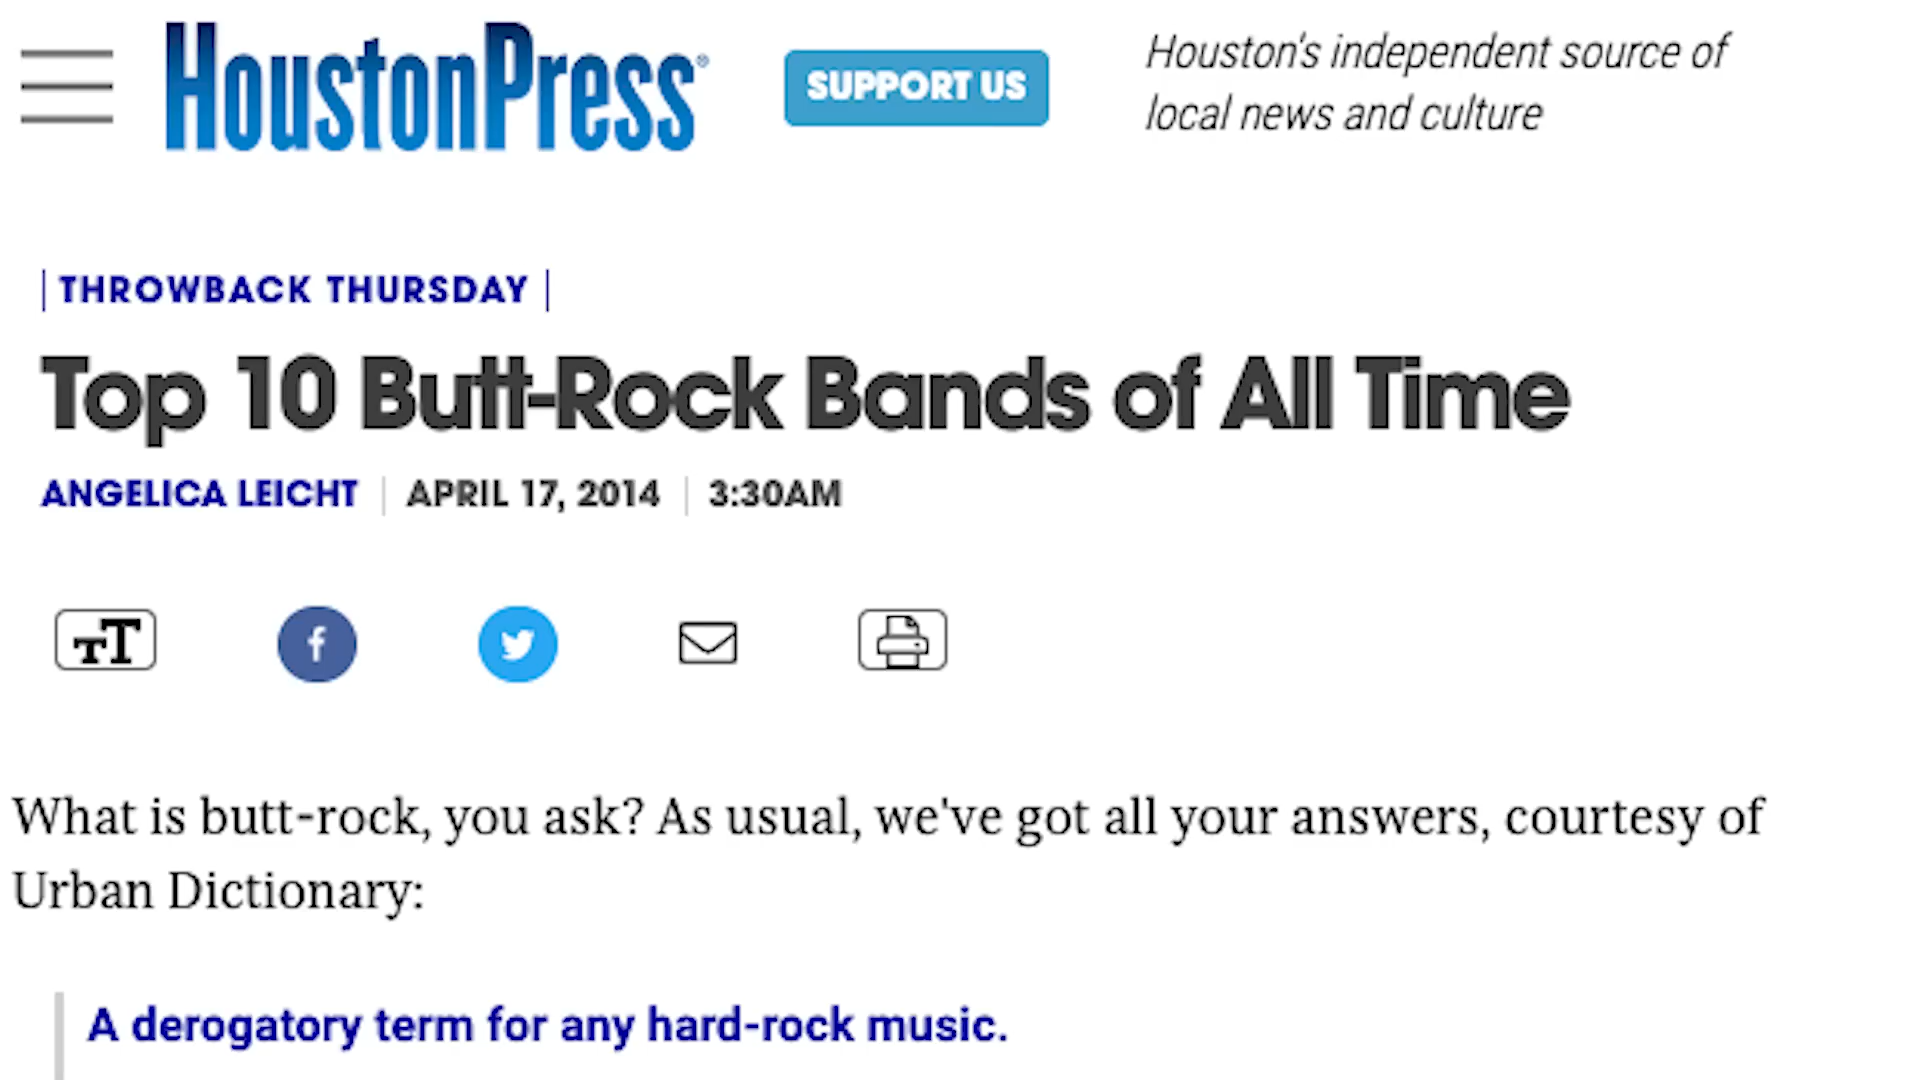 HoustonPress
SUPPORT US
Houston's independent source of
local news and culture
THROWBACK THURSDAY
Top 10 Butt-Rock Bands of All Time
ANGELICA LEICHT
APRIL 17, 2014
3:30AM
TT
f
What is butt-rock, you ask? As usual, we've got all your answers, courtesy of
Urban Dictionary:
A derogatory term for any hard-rock music.